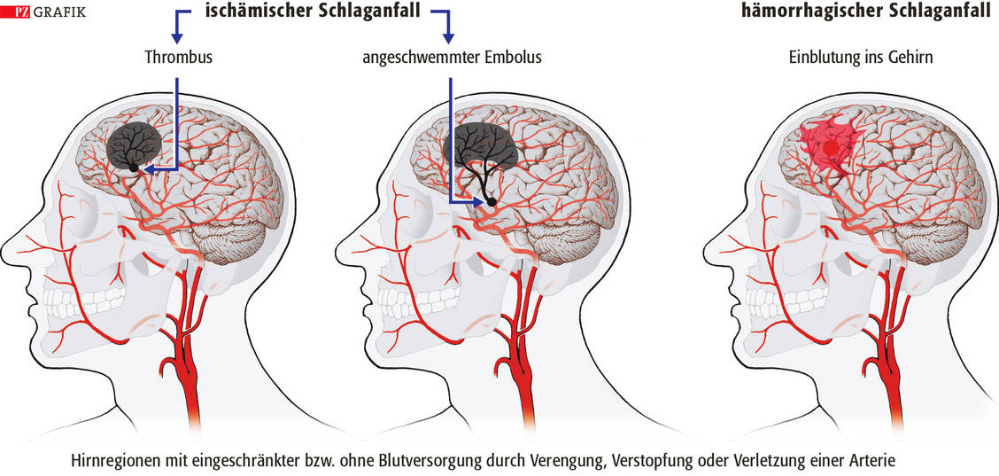 PZ GRAFIK
ischämischer Schlaganfall
hämorrhagischer Schlaganfall
Thrombus
angeschwemmter Embolus
Einblutung ins Gehirn
Hirnregionen mit eingeschränkter bzw. ohne Blutversorgung durch Verengung, Verstopfung oder Verletzung einer Arterie